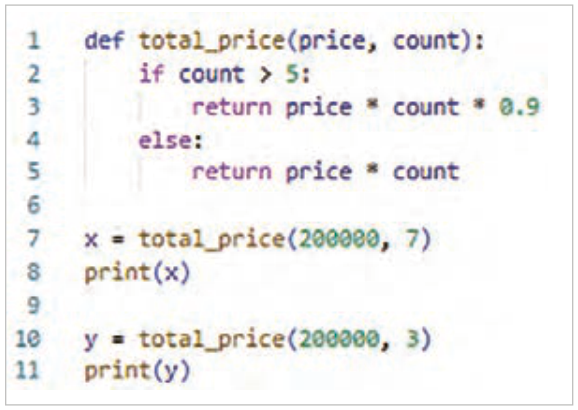 1 def total_price(price, count):
2     if count > 5:
3         return price * count * 0.9
4     else:
5         return price * count
6
7 x = total_price(200000, 7)
8 print(x)
9
10 y = total_price(200000, 3)
11 print(y)